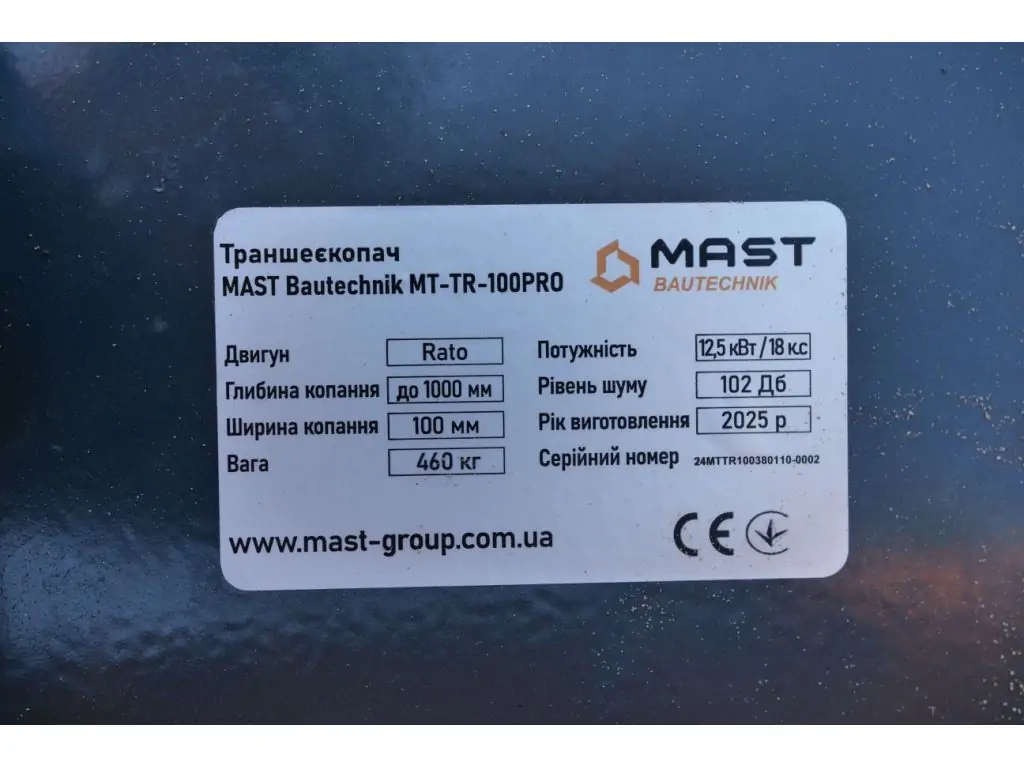 Траншеєкопач
MAST Bautechnik MT-TR-100PRO
MAST
BAUTECHNIK
Двигун Rato
Глибина копання до 1000 мм
Ширина копання 100 мм
Вага 460 кг
Потужність 12,5 кВт / 18 к.с
Рівень шуму 102 Дб
Рік виготовлення 2025 р
Серійний номер 24MTTR100380110-0002
www.mast-group.com.ua
CE